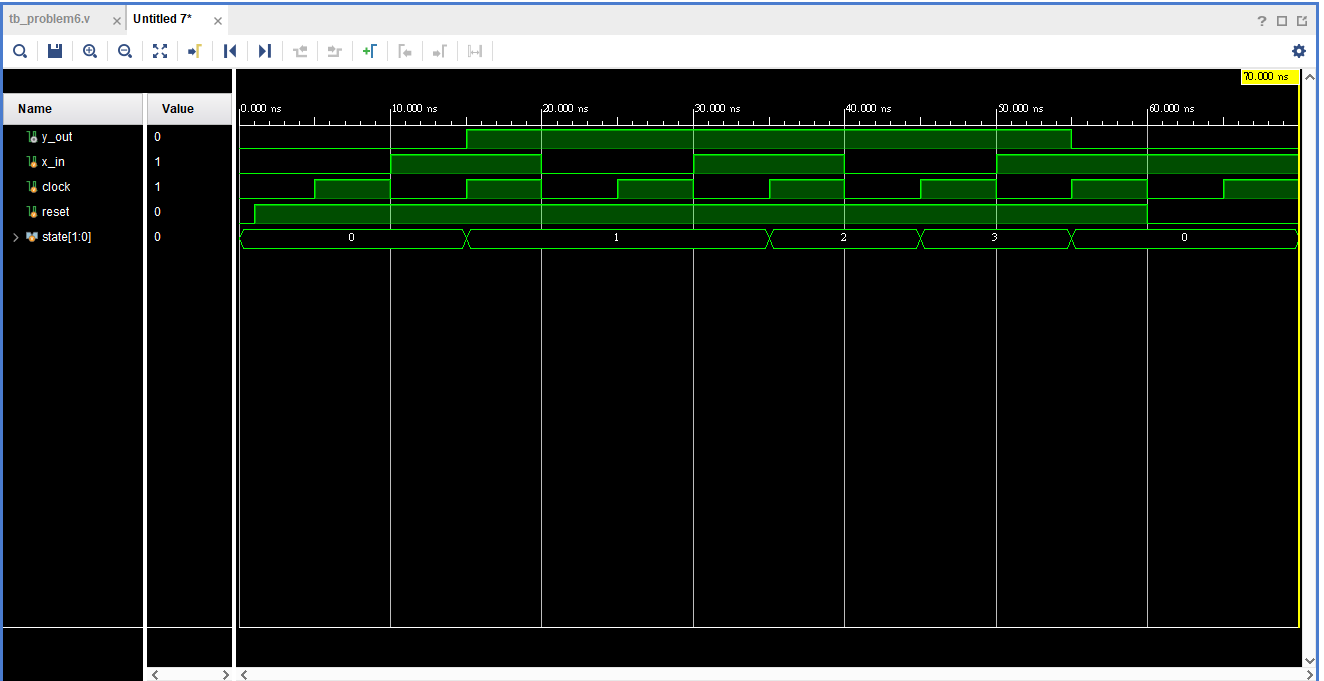 tb_problem6.v Untitled 7*
70.000 ns
Name Value
0.000 ns 10.000 ns 20.000 ns 30.000 ns 40.000 ns 50.000 ns 60.000 ns
y_out 0
x_in 1
clock 1
reset 0
state[1:0] 0 0 1 2 3 0